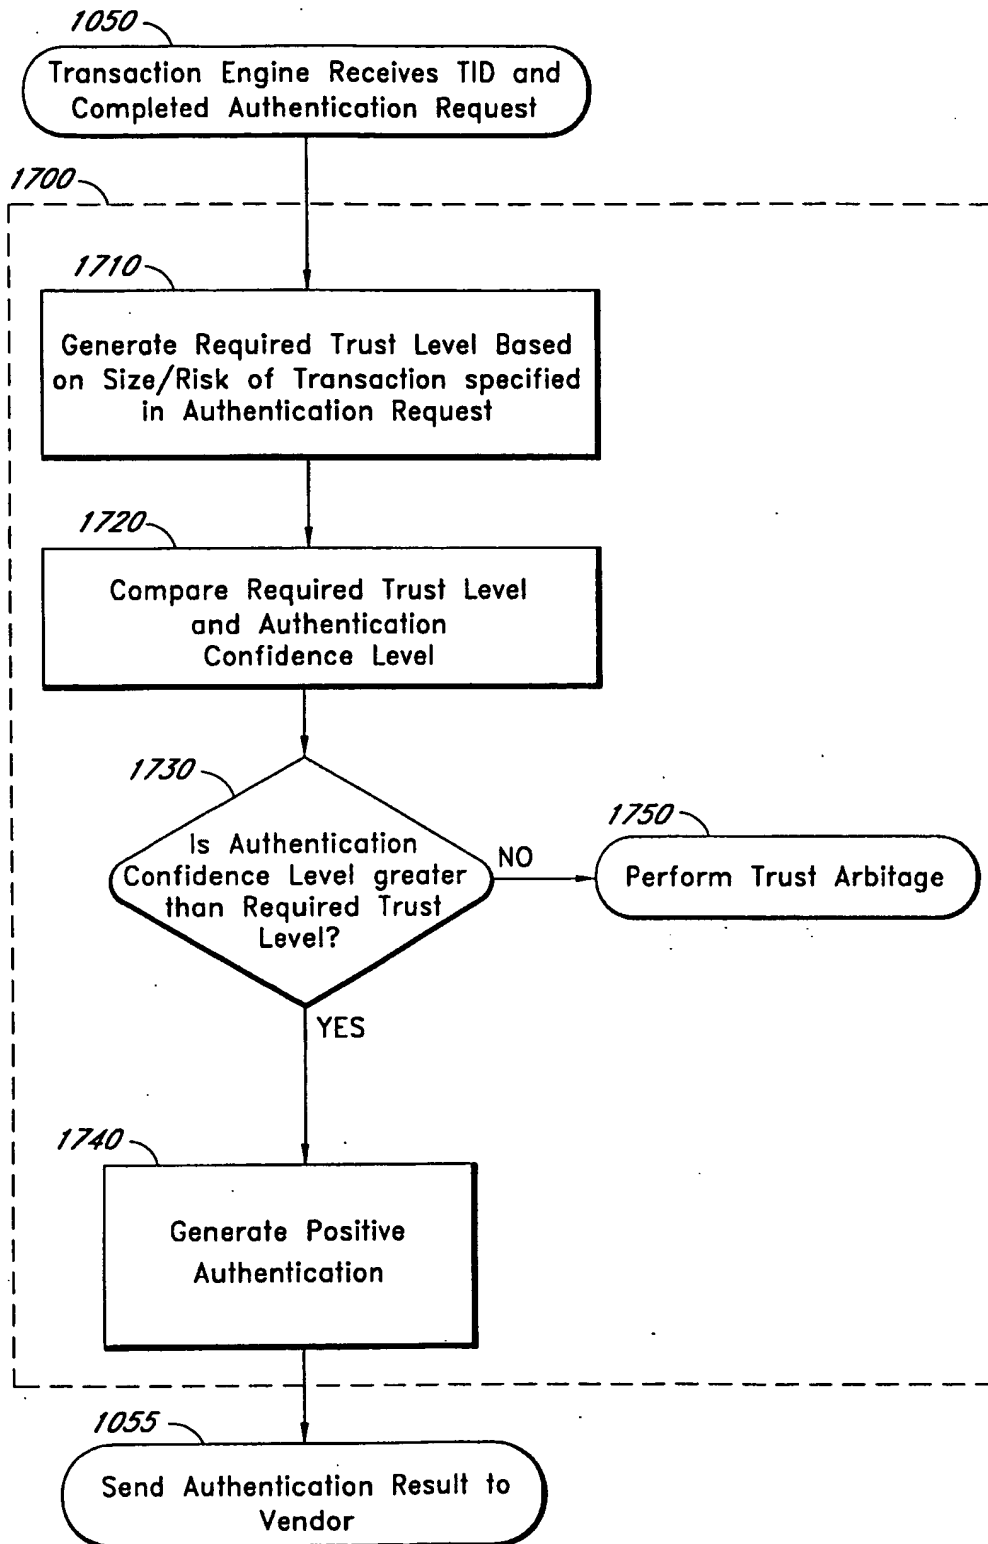 1050
Transaction Engine Receives TID and
Completed Authentication Request
1700
1710
Generate Required Trust Level Based
on Size/Risk of Transaction specified
in Authentication Request
1720
Compare Required Trust Level
and Authentication
Confidence Level
1730
Is Authentication
Confidence Level greater
than Required Trust
Level?
NO
1750
Perform Trust Arbitage
YES
1740
Generate Positive
Authentication
1055
Send Authentication Result to
Vendor